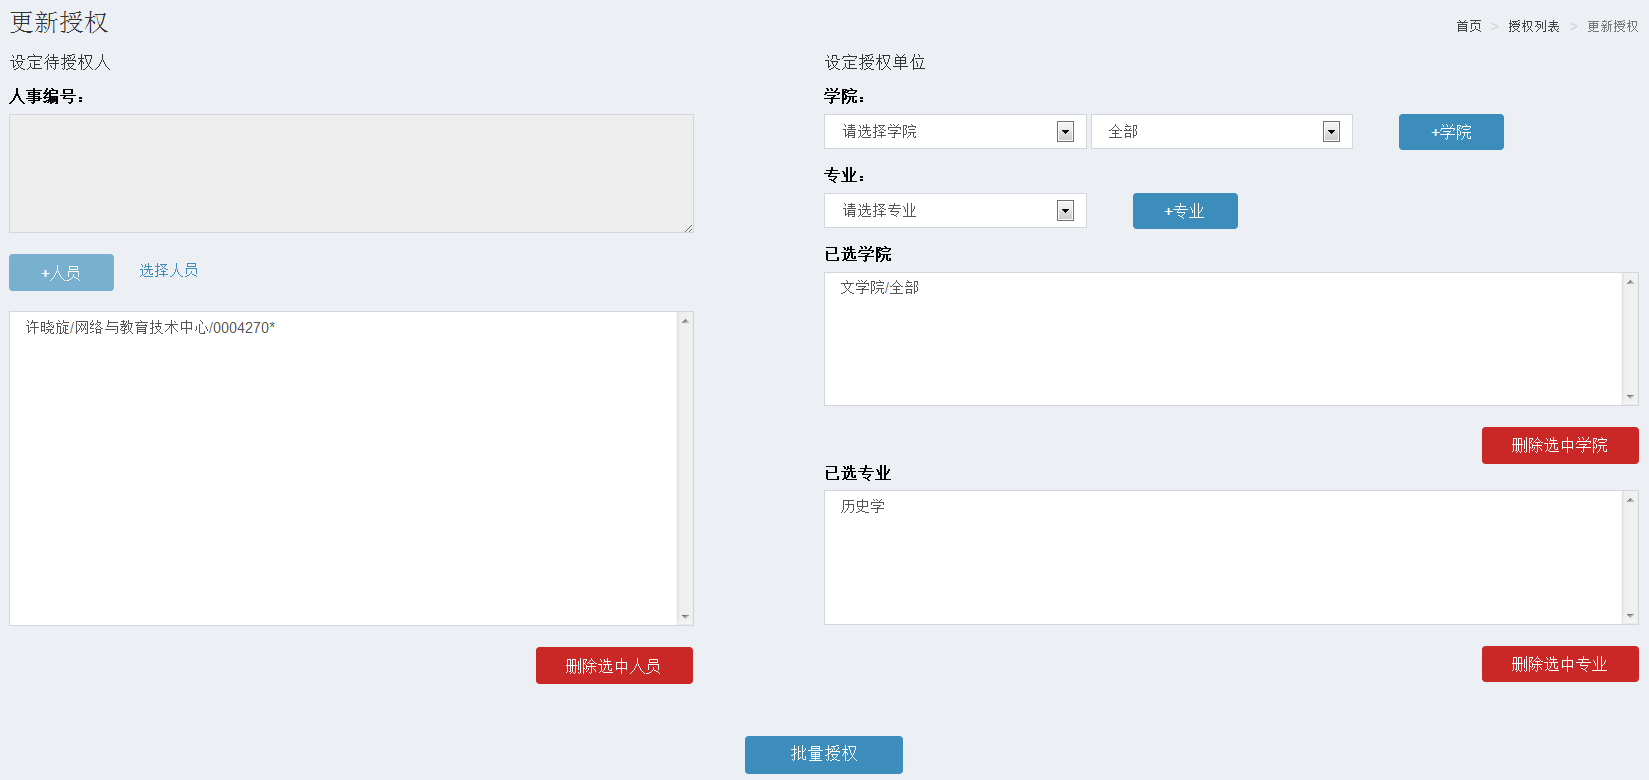 更新授权
首页 > 授权列表 > 更新授权
设定待授权人
人事编号：
+人员 选择人员
许晓旋/网络与教育技术中心/0004270*
删除选中人员
设定授权单位
学院：
请选择学院 全部 +学院
专业：
请选择专业 +专业
已选学院
文学院/全部
删除选中学院
已选专业
历史学
删除选中专业
批量授权